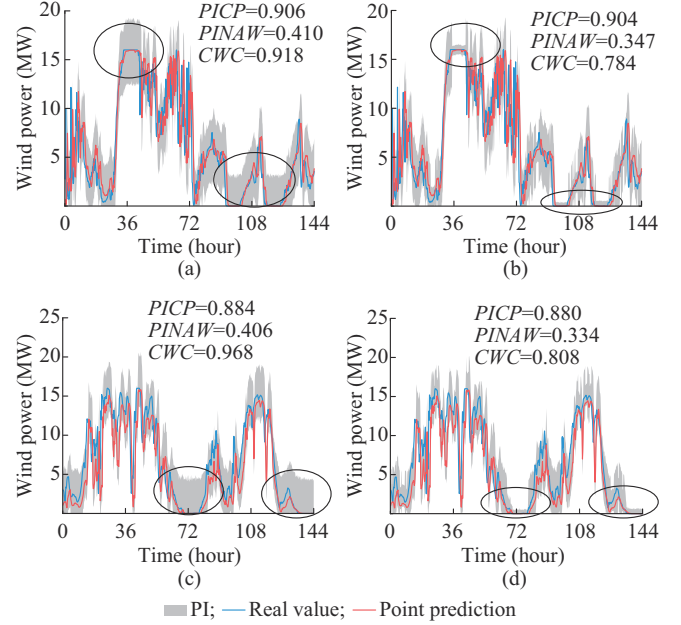 PICP=0.906
PINAW=0.410
CWC=0.918
Wind power (MW)
20
15
10
5
0 36 72 108 144
Time (hour)
(a)
PICP=0.904
PINAW=0.347
CWC=0.784
Wind power (MW)
20
15
10
5
0 36 72 108 144
Time (hour)
(b)
PICP=0.884
PINAW=0.406
CWC=0.968
Wind power (MW)
25
20
15
10
5
0 36 72 108 144
Time (hour)
(c)
PICP=0.880
PINAW=0.334
CWC=0.808
Wind power (MW)
25
20
15
10
5
0 36 72 108 144
Time (hour)
(d)
PI; Real value; Point prediction